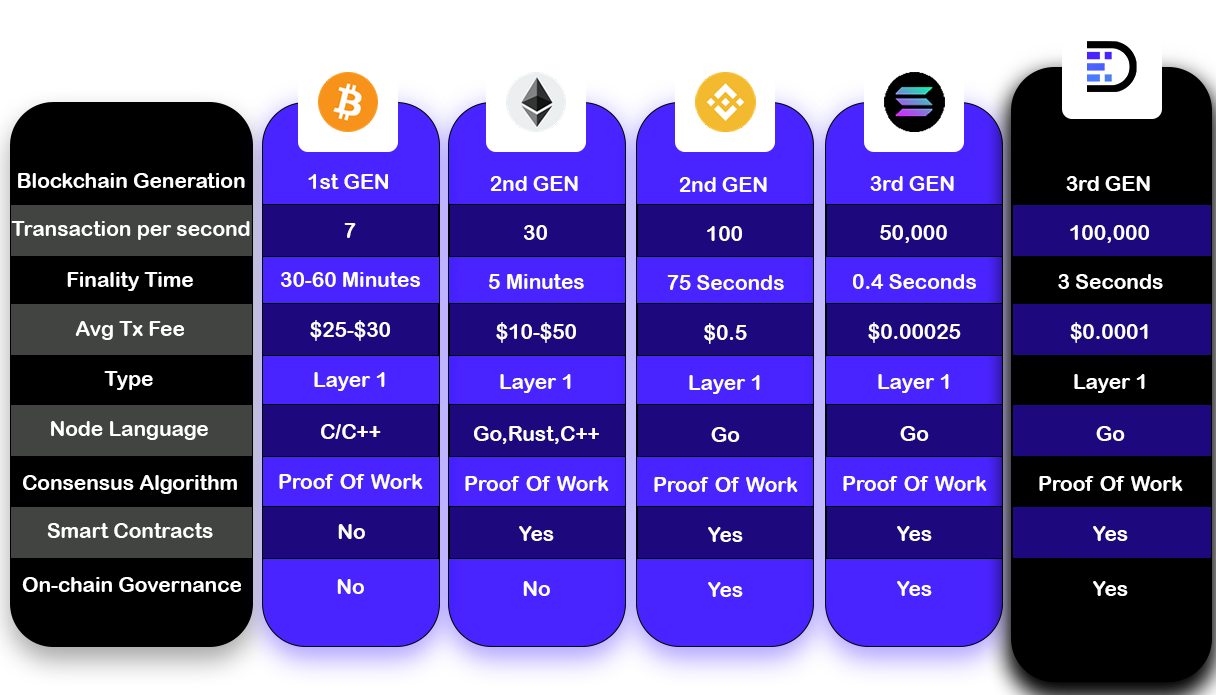 Blockchain Generation 1st GEN 2nd GEN 2nd GEN 3rd GEN 3rd GEN
Transaction per second 7 30 100 50,000 100,000
Finality Time 30-60 Minutes 5 Minutes 75 Seconds 0.4 Seconds 3 Seconds
Avg Tx Fee $25-$30 $10-$50 $0.5 $0.00025 $0.0001
Type Layer 1 Layer 1 Layer 1 Layer 1 Layer 1
Node Language C/C++ Go,Rust,C++ Go Go Go
Consensus Algorithm Proof Of Work Proof Of Work Proof Of Work Proof Of Work Proof Of Work
Smart Contracts No Yes Yes Yes Yes
On-chain Governance No No Yes Yes Yes